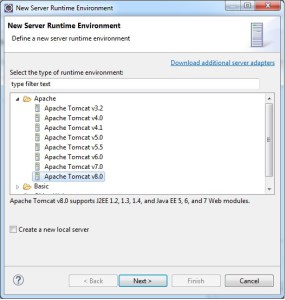 New Server Runtime Environment
New Server Runtime Environment
Define a new server runtime environment
Download additional server adapters
Select the type of runtime environment:
type filter text
Apache
Apache Tomcat v3.2
Apache Tomcat v4.0
Apache Tomcat v4.1
Apache Tomcat v5.0
Apache Tomcat v5.5
Apache Tomcat v6.0
Apache Tomcat v7.0
Apache Tomcat v8.0
Basic
Apache Tomcat v8.0 supports J2EE 1.2, 1.3, 1.4, and Java EE 5, 6, and 7 Web modules.
Create a new local server
?
< Back
Next >
Finish
Cancel